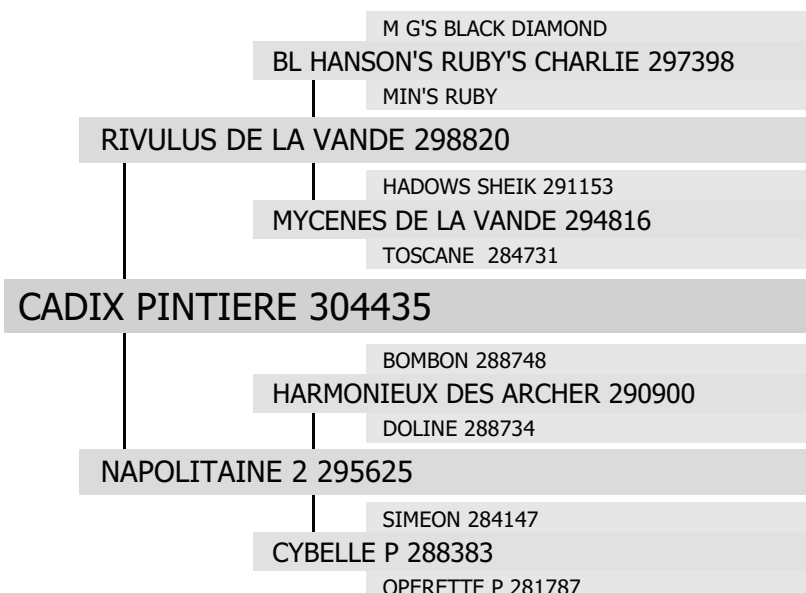 M G'S BLACK DIAMOND
BL HANSON'S RUBY'S CHARLIE 297398
MIN'S RUBY
RIVULUS DE LA VANDE 298820
HADOWS SHEIK 291153
MYCENES DE LA VANDE 294816
TOSCANE  284731
CADIX PINTIERE 304435
BOMBON 288748
HARMONIEUX DES ARCHER 290900
DOLINE 288734
NAPOLITAINE 2 295625
SIMEON 284147
CYBELLE P 288383
OPERETTE P 281787